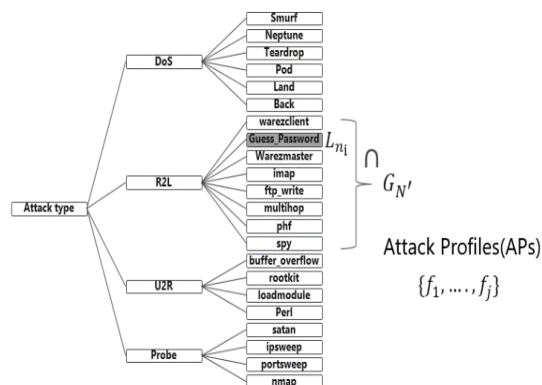 Attack type
DoS
Smurf
Neptune
Teardrop
Pod
Land
Back
R2L
warezclient
Guess_Password
Warezmaster
imap
ftp_write
multihop
phf
spy
L_{n_i}
∩
G_{N'}
U2R
buffer_overflow
rootkit
loadmodule
Perl
Probe
satan
ipsweep
portsweep
nmap
Attack Profiles(APs)
{f_1, …. , f_j}